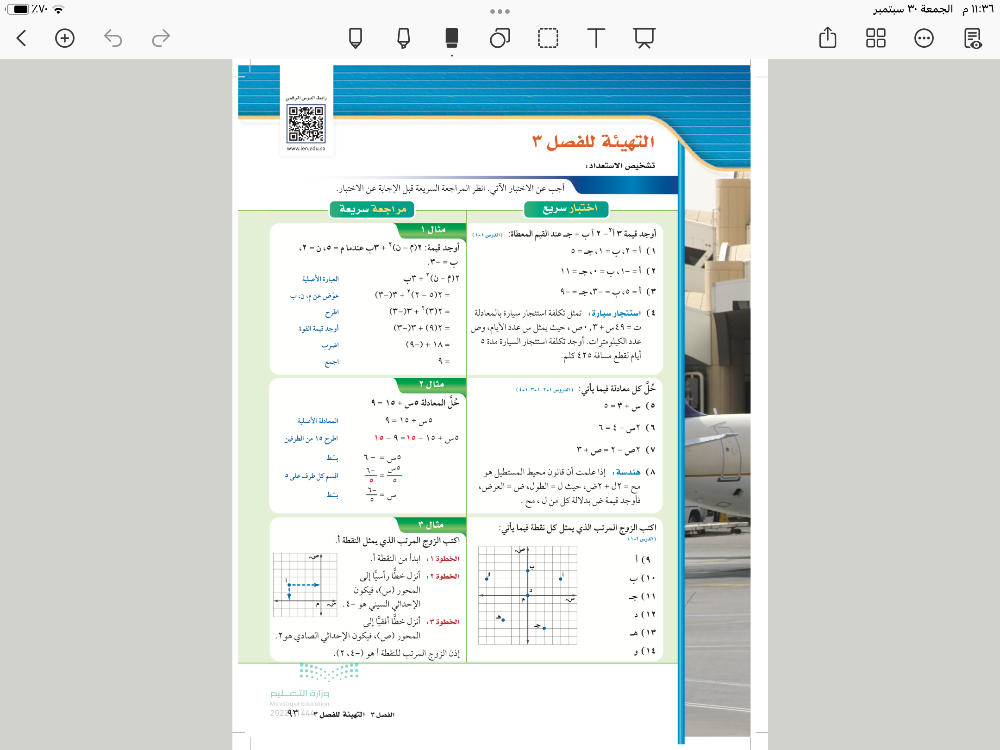 ١١:٣٦ م الجمعة ٣٠ سبتمبر
٪٧٠
رابط الدرس الرقمي
www.ien.edu.sa
التهيئة للفصل ٣
تشخيص الاستعداد:
أجب عن الاختبار الآتي. انظر المراجعة السريعة قبل الإجابة عن الاختبار.
اختبار سريع
أوجد قيمة ٣ أ٢ – ٢ أ ب + جـ عند القيم المعطاة: (الدرس ١-١)
١) أ = ٢، ب = ١، جـ = ٥
٢) أ = –١، ب = ٠، جـ = ١١
٣) أ = ٥، ب = –٣، جـ = –٩
٤) استئجار سيارة: تمثل تكلفة استئجار سيارة بالمعادلة
ت = ٤٩س + ٠,٣ص ، حيث يمثل س عدد الأيام، وص
عدد الكيلومترات. أوجد تكلفة استئجار السيارة مدة ٥
أيام لقطع مسافة ٤٢٥ كلم.
حُلَّ كل معادلة فيما يأتي: (الدروس ١-٢، ١-٣، ١-٤)
٥) س + ٣ = ٥
٦) ٢س – ٤ = ٦
٧) ٢ص – ٢ = ص + ٣
٨) هندسة: إذا علمت أن قانون محيط المستطيل هو
مح = ٢ل + ٢ض، حيث ل = الطول، ض = العرض،
فأوجد قيمة ض بدلالة كل من ل ، مح .
اكتب الزوج المرتب الذي يمثل كل نقطة فيما يأتي:
(الدرس ٢-١)
٩) أ
١٠) ب
١١) جـ
١٢) د
١٣) هـ
١٤) و
ص
ب
أ
و
د
م
س
هـ
جـ
مراجعة سريعة
مثال ١
أوجد قيمة: ٢(م – ن)٢ + ٣ب عندما م = ٥، ن = ٢،
ب = –٣.
٢(م – ن)٢ + ٣ب العبارة الأصلية
= ٢(٥ – ٢)٢ + ٣(–٣) عوّض عن م، ن، ب
= ٢(٣)٢ + ٣(–٣) اطرح
= ٢(٩) + ٣(–٣) أوجد قيمة القوة
= ١٨ + (–٩) اضرب
= ٩ اجمع
مثال ٢
حُلَّ المعادلة ٥س + ١٥ = ٩
٥س + ١٥ = ٩ المعادلة الأصلية
٥س + ١٥ – ١٥ = ٩ – ١٥ اطرح ١٥ من الطرفين
٥س = – ٦ بسّط
٥س/٥ = –٦/٥ اقسم كل طرف على ٥
س = –٦/٥ بسّط
مثال ٣
اكتب الزوج المرتب الذي يمثل النقطة أ.
الخطوة ١: ابدأ من النقطة أ.
الخطوة ٢: أنزل خطًّا رأسيًّا إلى
المحور (س)، فيكون
الإحداثي السيني هو –٤.
الخطوة ٣: أنزل خطًّا أفقيًّا إلى
المحور (ص)، فيكون الإحداثي الصادي هو ٢.
إذن الزوج المرتب للنقطة أ هو (–٤، ٢).
ص
أ
م
س
وزارة التعليم
Ministry of Education
2022 - 1444
الفصل ٣ التهيئة للفصل ٣ ٩٣